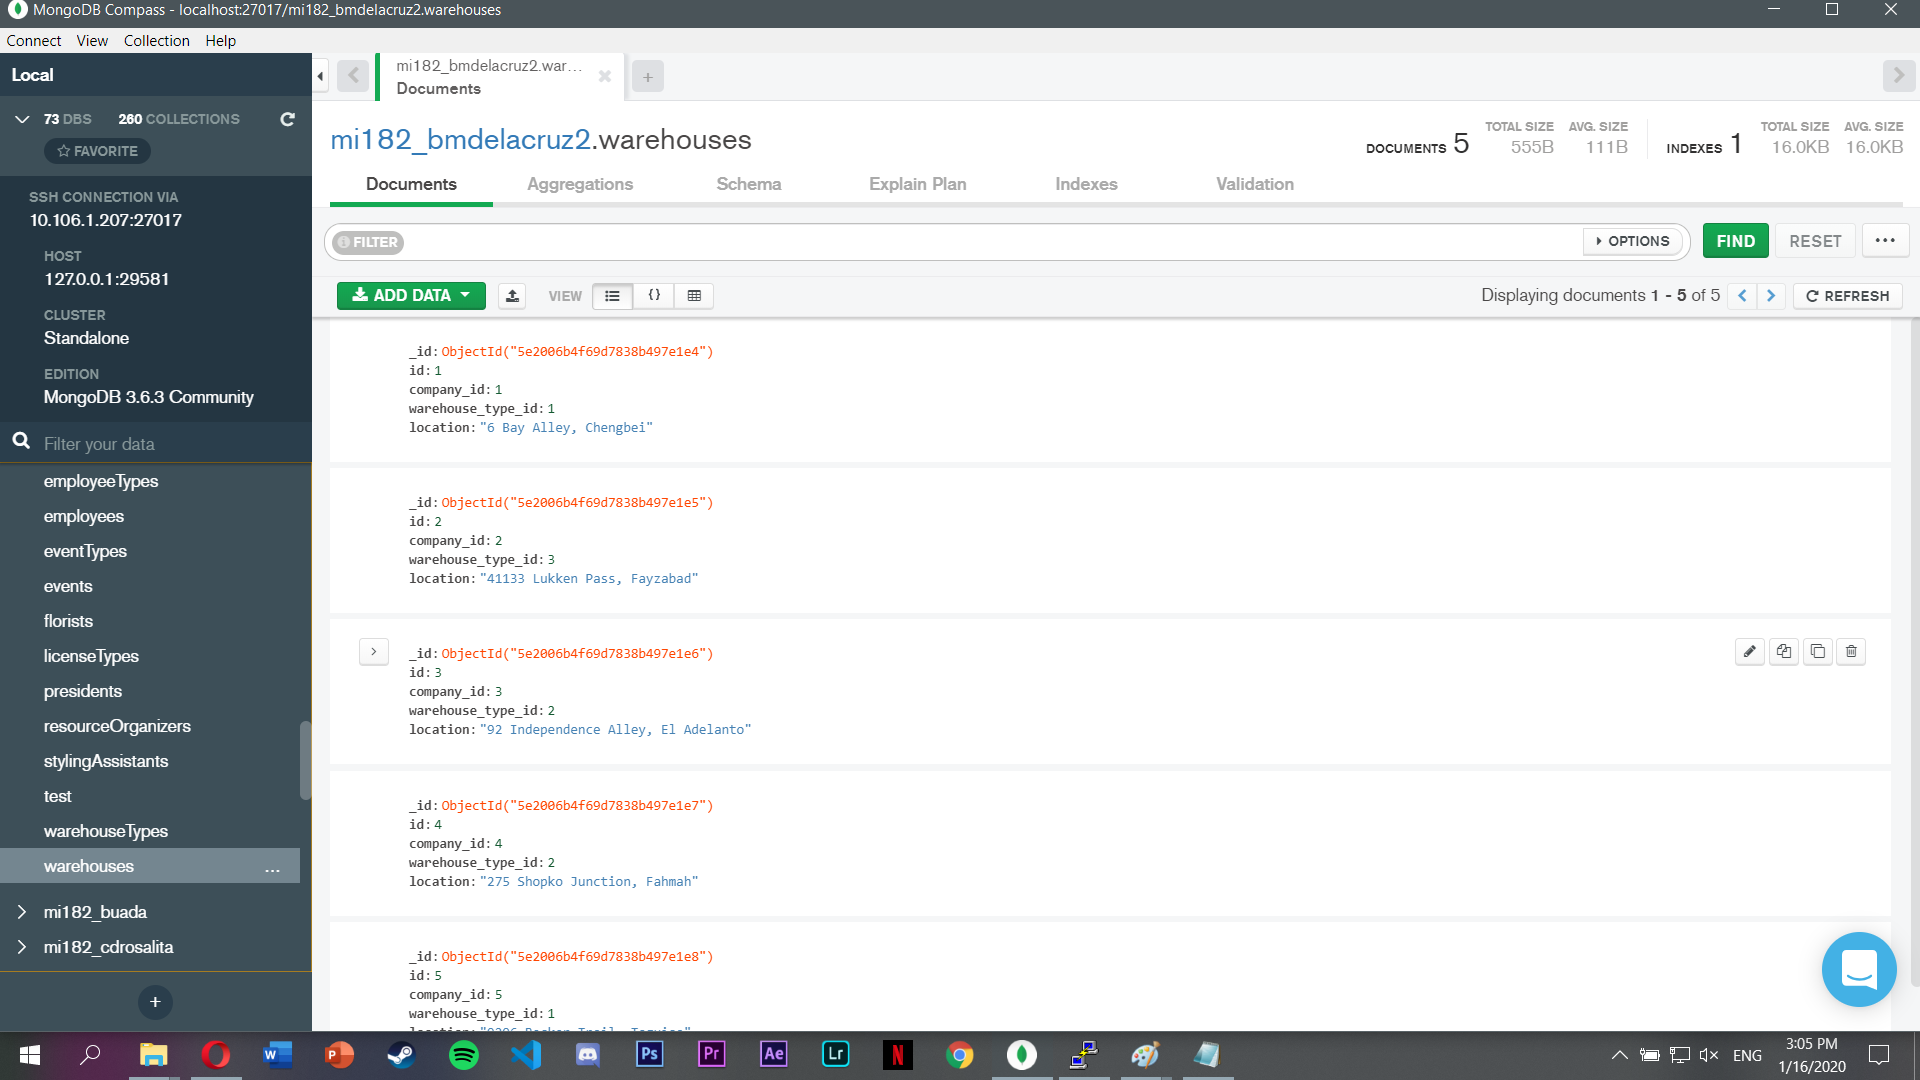 MongoDB Compass - localhost:27017/mi182_bmdelacruz2.warehouses
Connect View Collection Help
Local
73 DBS 260 COLLECTIONS
FAVORITE
SSH CONNECTION VIA
10.106.1.207:27017
HOST
127.0.0.1:29581
CLUSTER
Standalone
EDITION
MongoDB 3.6.3 Community
Filter your data
employeeTypes
employees
eventTypes
events
florists
licenseTypes
presidents
resourceOrganizers
stylingAssistants
test
warehouseTypes
warehouses ...
mi182_buada
mi182_cdrosalita
+
mi182_bmdelacruz2.war...
Documents
+
mi182_bmdelacruz2.warehouses
DOCUMENTS 5 TOTAL SIZE 555B AVG. SIZE 111B INDEXES 1 TOTAL SIZE 16.0KB AVG. SIZE 16.0KB
Documents Aggregations Schema Explain Plan Indexes Validation
FILTER OPTIONS FIND RESET ...
ADD DATA VIEW {} Displaying documents 1 - 5 of 5 REFRESH
_id: ObjectId("5e2006b4f69d7838b497e1e4")
id: 1
company_id: 1
warehouse_type_id: 1
location: "6 Bay Alley, Chengbei"
_id: ObjectId("5e2006b4f69d7838b497e1e5")
id: 2
company_id: 2
warehouse_type_id: 3
location: "41133 Lukken Pass, Fayzabad"
_id: ObjectId("5e2006b4f69d7838b497e1e6")
id: 3
company_id: 3
warehouse_type_id: 2
location: "92 Independence Alley, El Adelanto"
_id: ObjectId("5e2006b4f69d7838b497e1e7")
id: 4
company_id: 4
warehouse_type_id: 2
location: "275 Shopko Junction, Fahmah"
_id: ObjectId("5e2006b4f69d7838b497e1e8")
id: 5
company_id: 5
warehouse_type_id: 1
location:
Ps Pr Ae Lr N
ENG
3:05 PM
1/16/2020